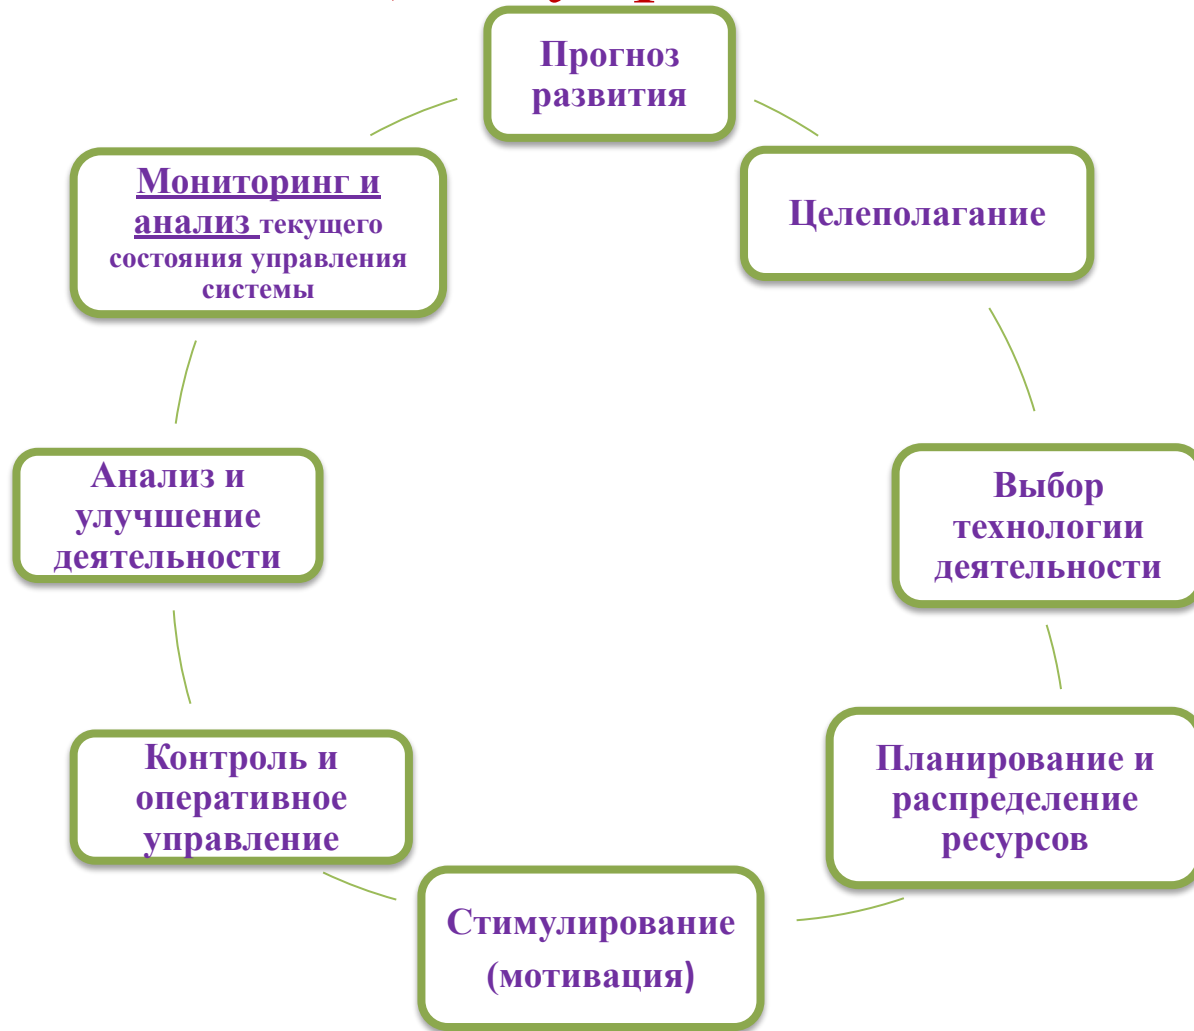 Прогноз
развития
Целеполагание
Выбор
технологии
деятельности
Планирование и
распределение
ресурсов
Стимулирование
(мотивация)
Контроль и
оперативное
управление
Анализ и
улучшение
деятельности
Мониторинг и
анализ текущего
состояния управления
системы